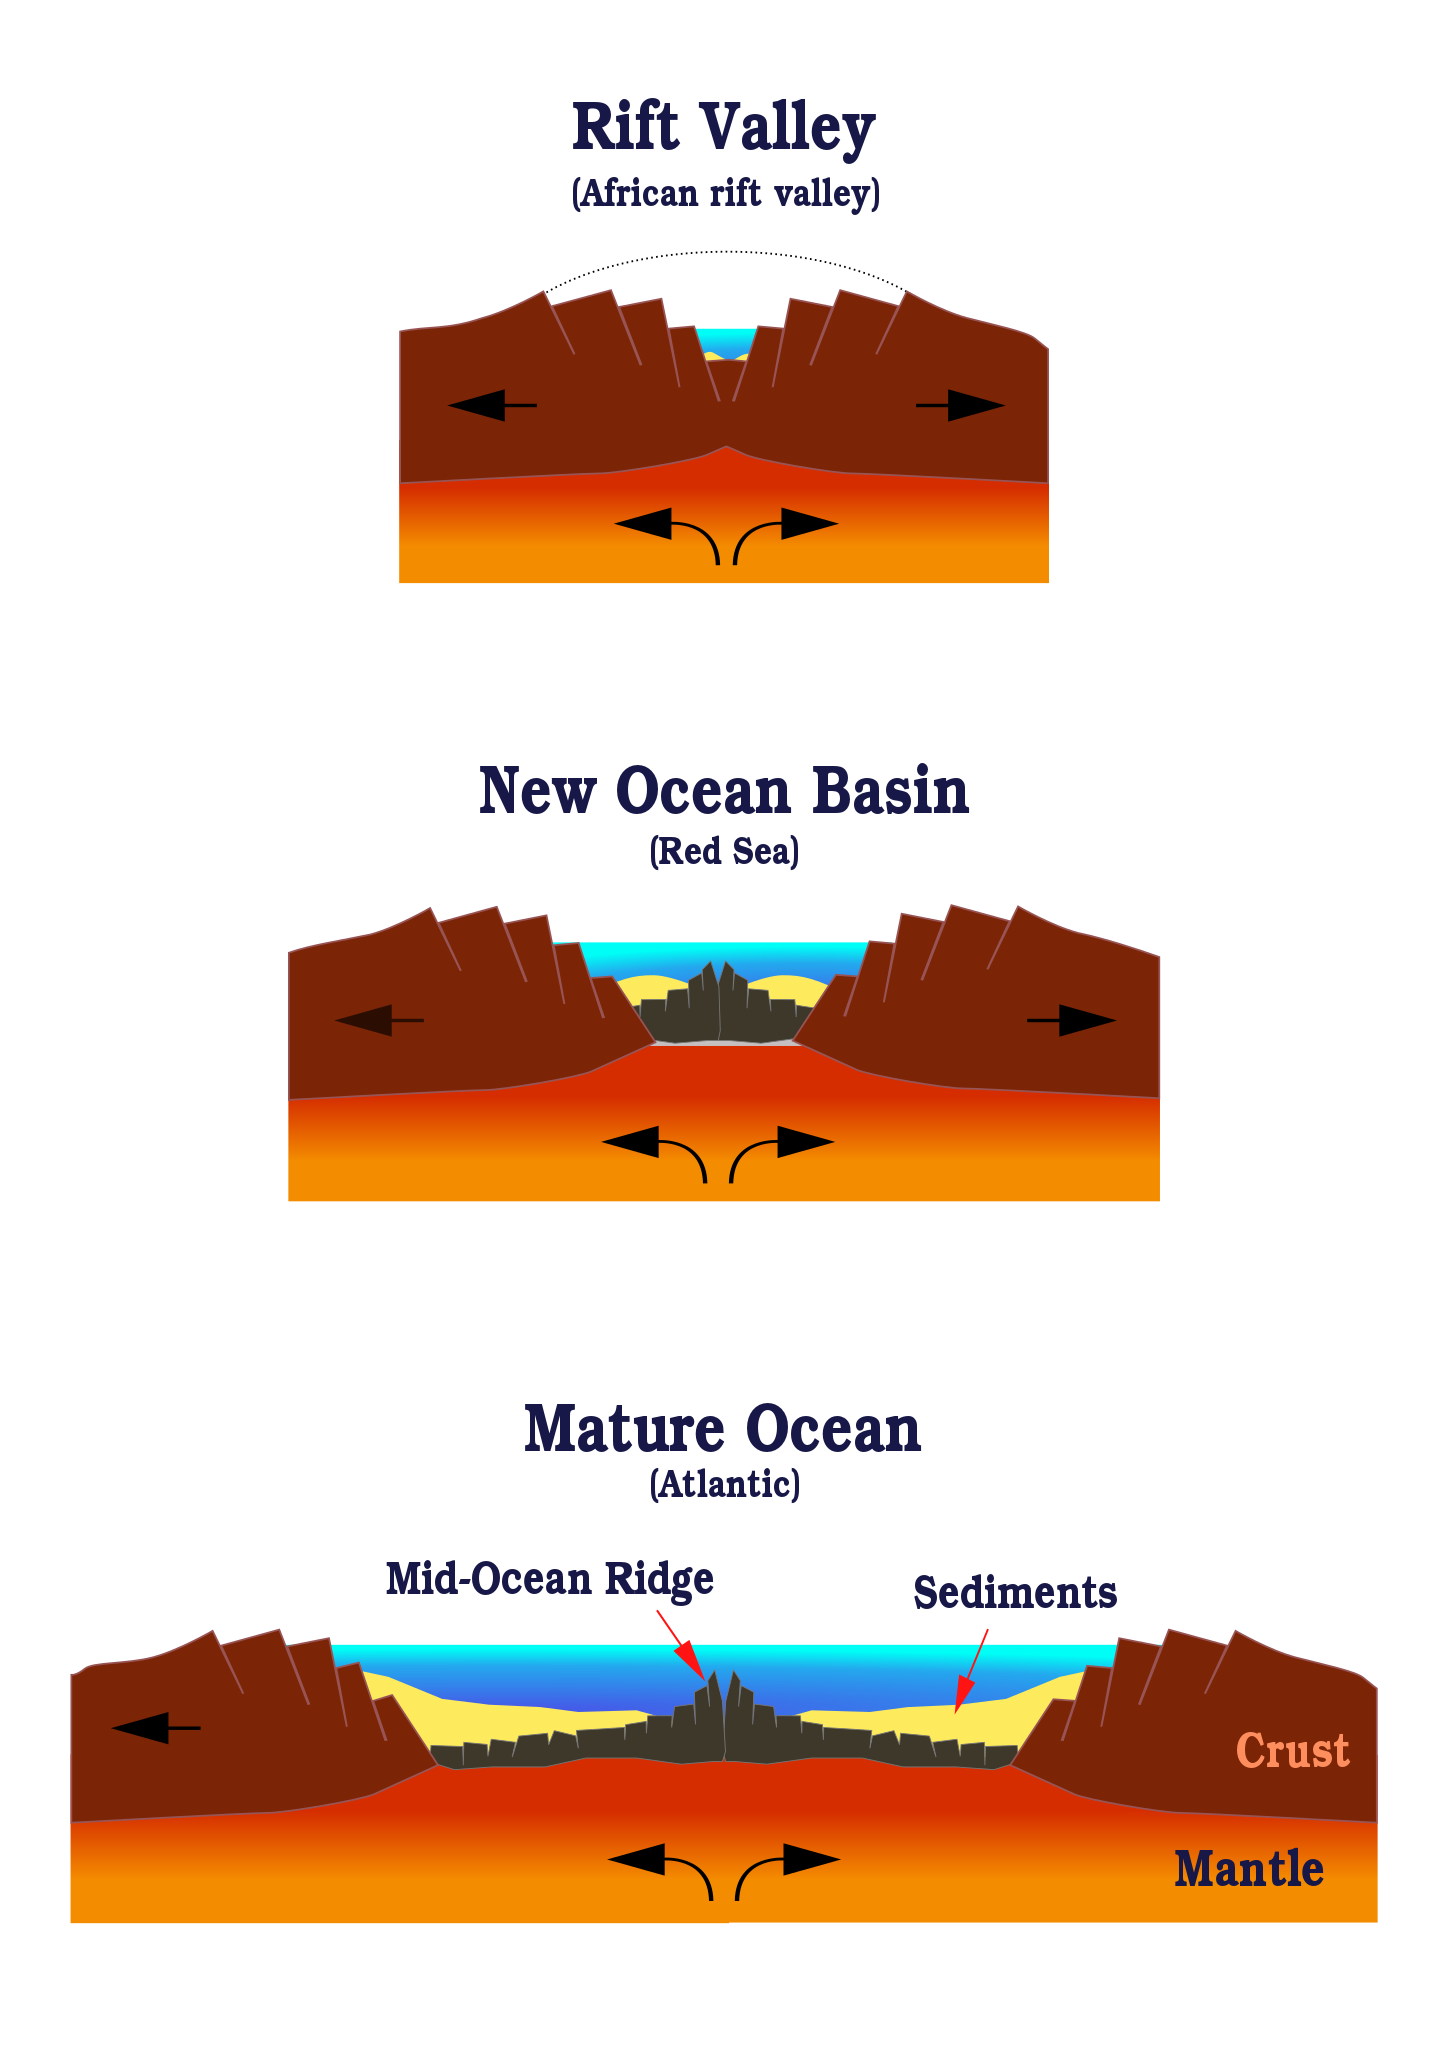 Rift Valley
(African rift valley)
New Ocean Basin
(Red Sea)
Mature Ocean
(Atlantic)
Mid-Ocean Ridge
Sediments
Crust
Mantle